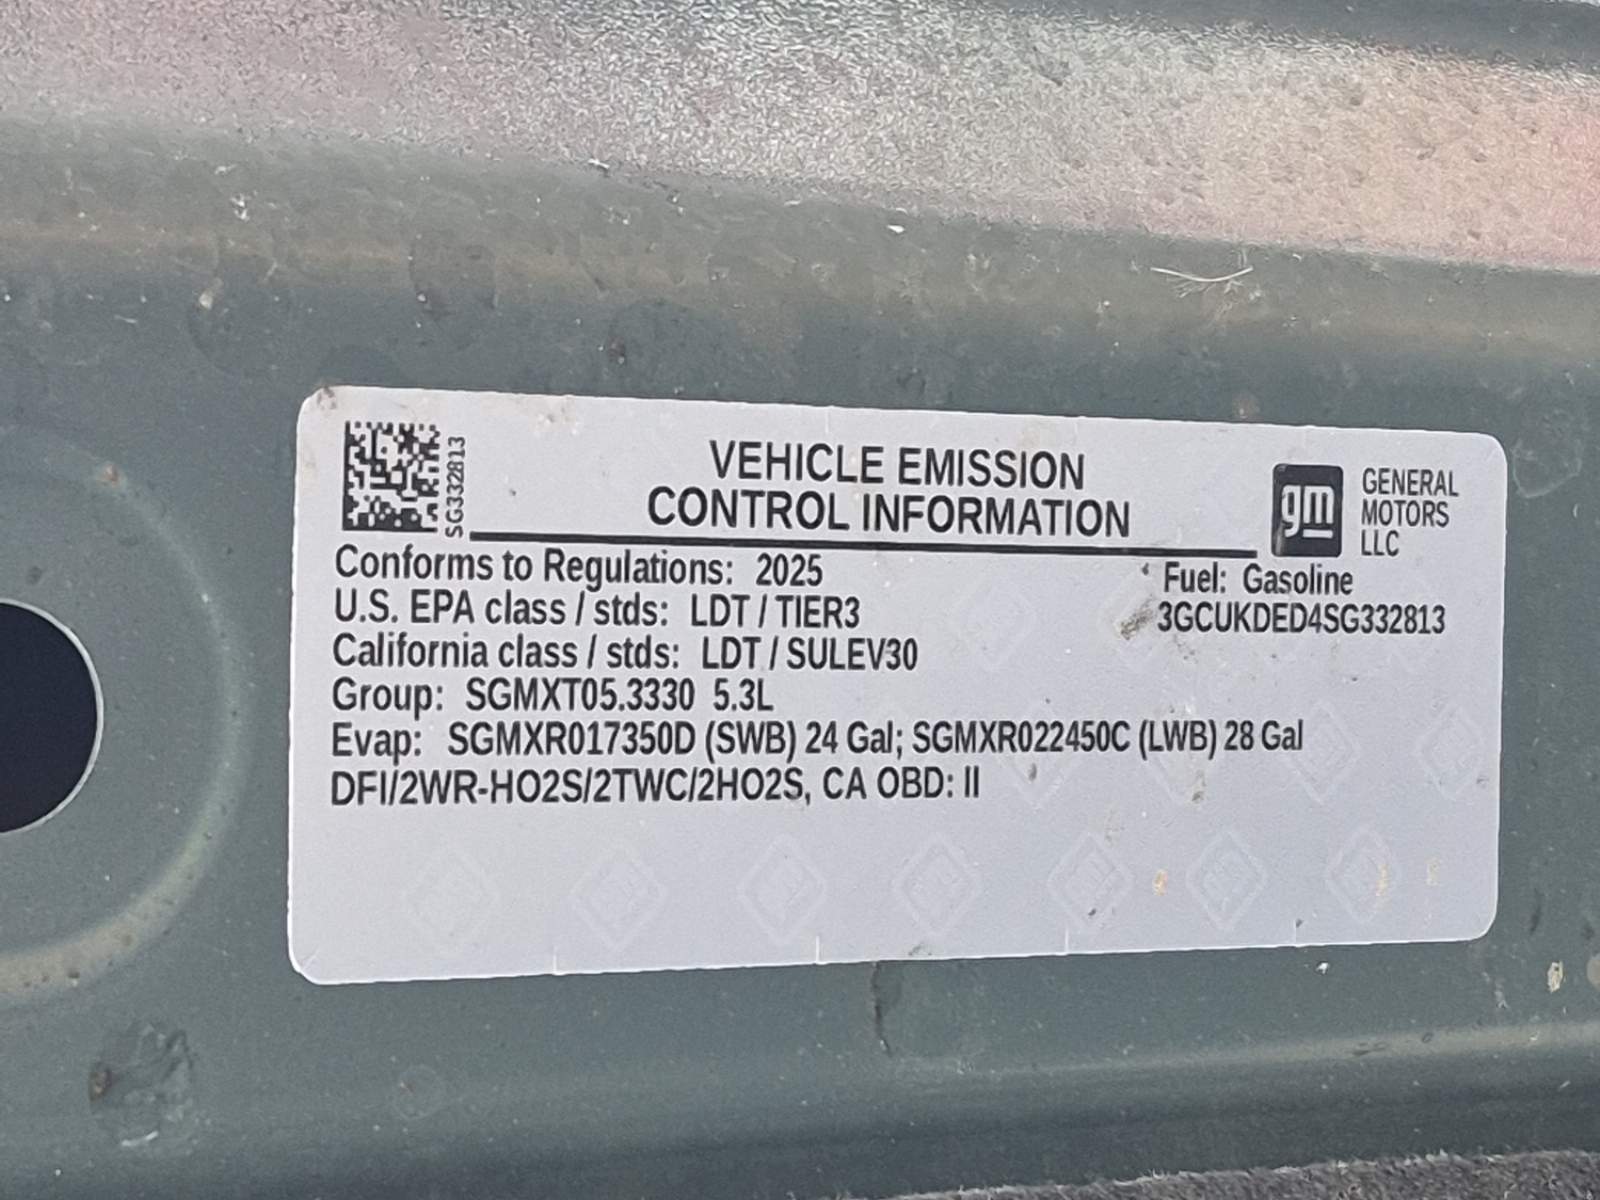 SG332813
VEHICLE EMISSION
CONTROL INFORMATION
gm
GENERAL
MOTORS
LLC
Conforms to Regulations: 2025
Fuel: Gasoline
U.S. EPA class / stds: LDT / TIER3
3GCUKDED4SG332813
California class / stds: LDT / SULEV30
Group: SGMXT05.3330 5.3L
Evap: SGMXR017350D (SWB) 24 Gal; SGMXR022450C (LWB) 28 Gal
DFI/2WR-HO2S/2TWC/2HO2S, CA OBD: II